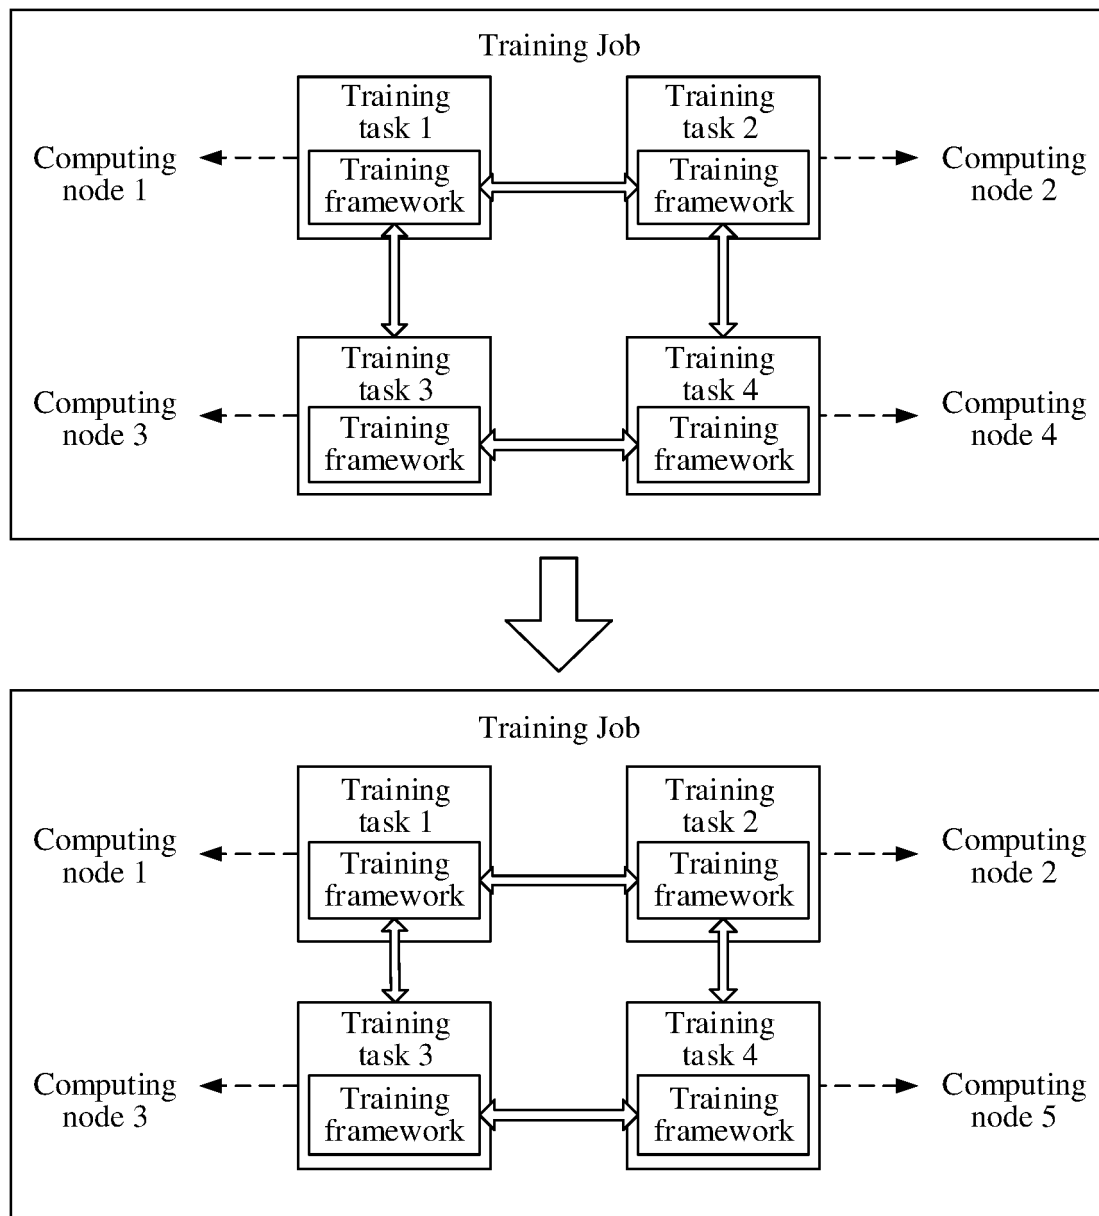 Training Job
Training
task 1
Training
task 2
Computing
node 1
Training
framework
Training
framework
Computing
node 2
Training
task 3
Training
task 4
Computing
node 3
Training
framework
Training
framework
Computing
node 4
Training Job
Training
task 1
Training
task 2
Computing
node 1
Training
framework
Training
framework
Computing
node 2
Training
task 3
Training
task 4
Computing
node 3
Training
framework
Training
framework
Computing
node 5